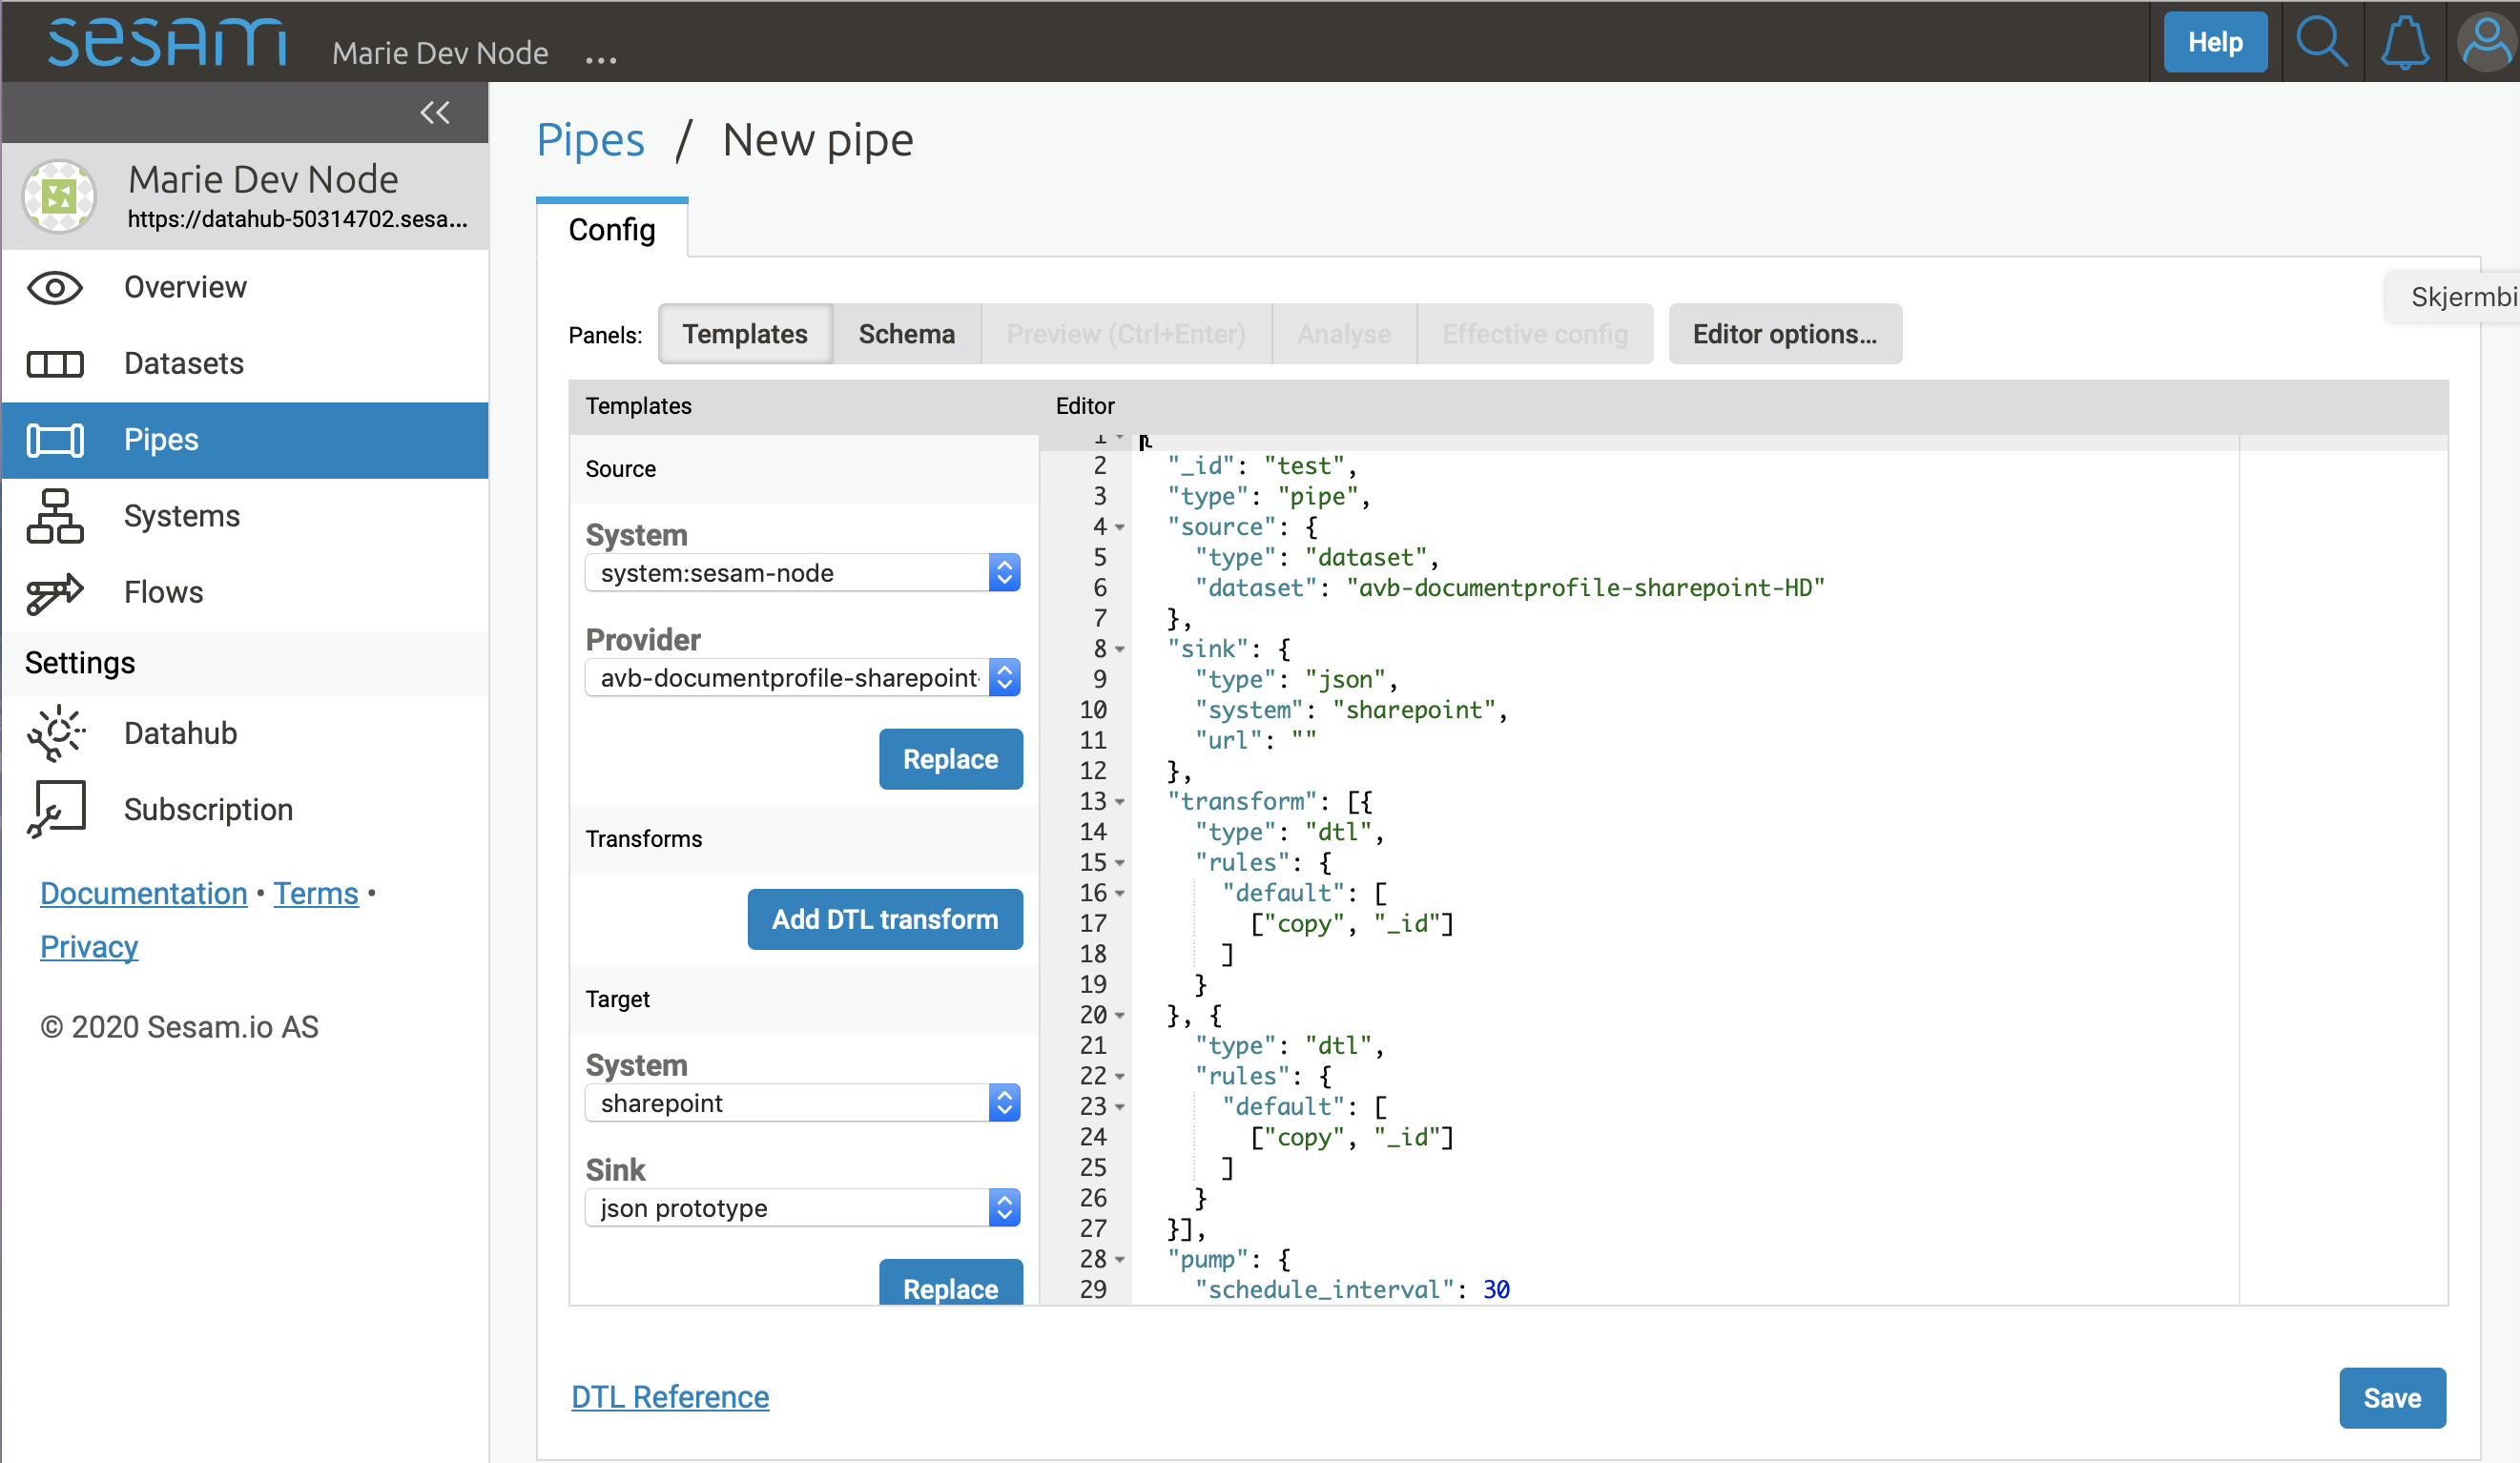 sesam Marie Dev Node ... Help
Marie Dev Node
https://datahub-50314702.sesa...
Overview
Datasets
Pipes
Systems
Flows
Settings
Datahub
Subscription
Documentation • Terms •
Privacy
© 2020 Sesam.io AS
Pipes / New pipe
Config
Skjermbi
Panels: Templates Schema Preview (Ctrl+Enter) Analyse Effective config Editor options...
Templates
Source
System
system:sesam-node
Provider
avb-documentprofile-sharepoint-
Replace
Transforms
Add DTL transform
Target
System
sharepoint
Sink
json prototype
Replace
Editor
1 {
2 "_id": "test",
3 "type": "pipe",
4 "source": {
5 "type": "dataset",
6 "dataset": "avb-documentprofile-sharepoint-HD"
7 },
8 "sink": {
9 "type": "json",
10 "system": "sharepoint",
11 "url": ""
12 },
13 "transform": [{
14 "type": "dtl",
15 "rules": {
16 "default": [
17 ["copy", "_id"]
18 ]
19 }
20 }, {
21 "type": "dtl",
22 "rules": {
23 "default": [
24 ["copy", "_id"]
25 ]
26 }
27 }],
28 "pump": {
29 "schedule_interval": 30
DTL Reference
Save